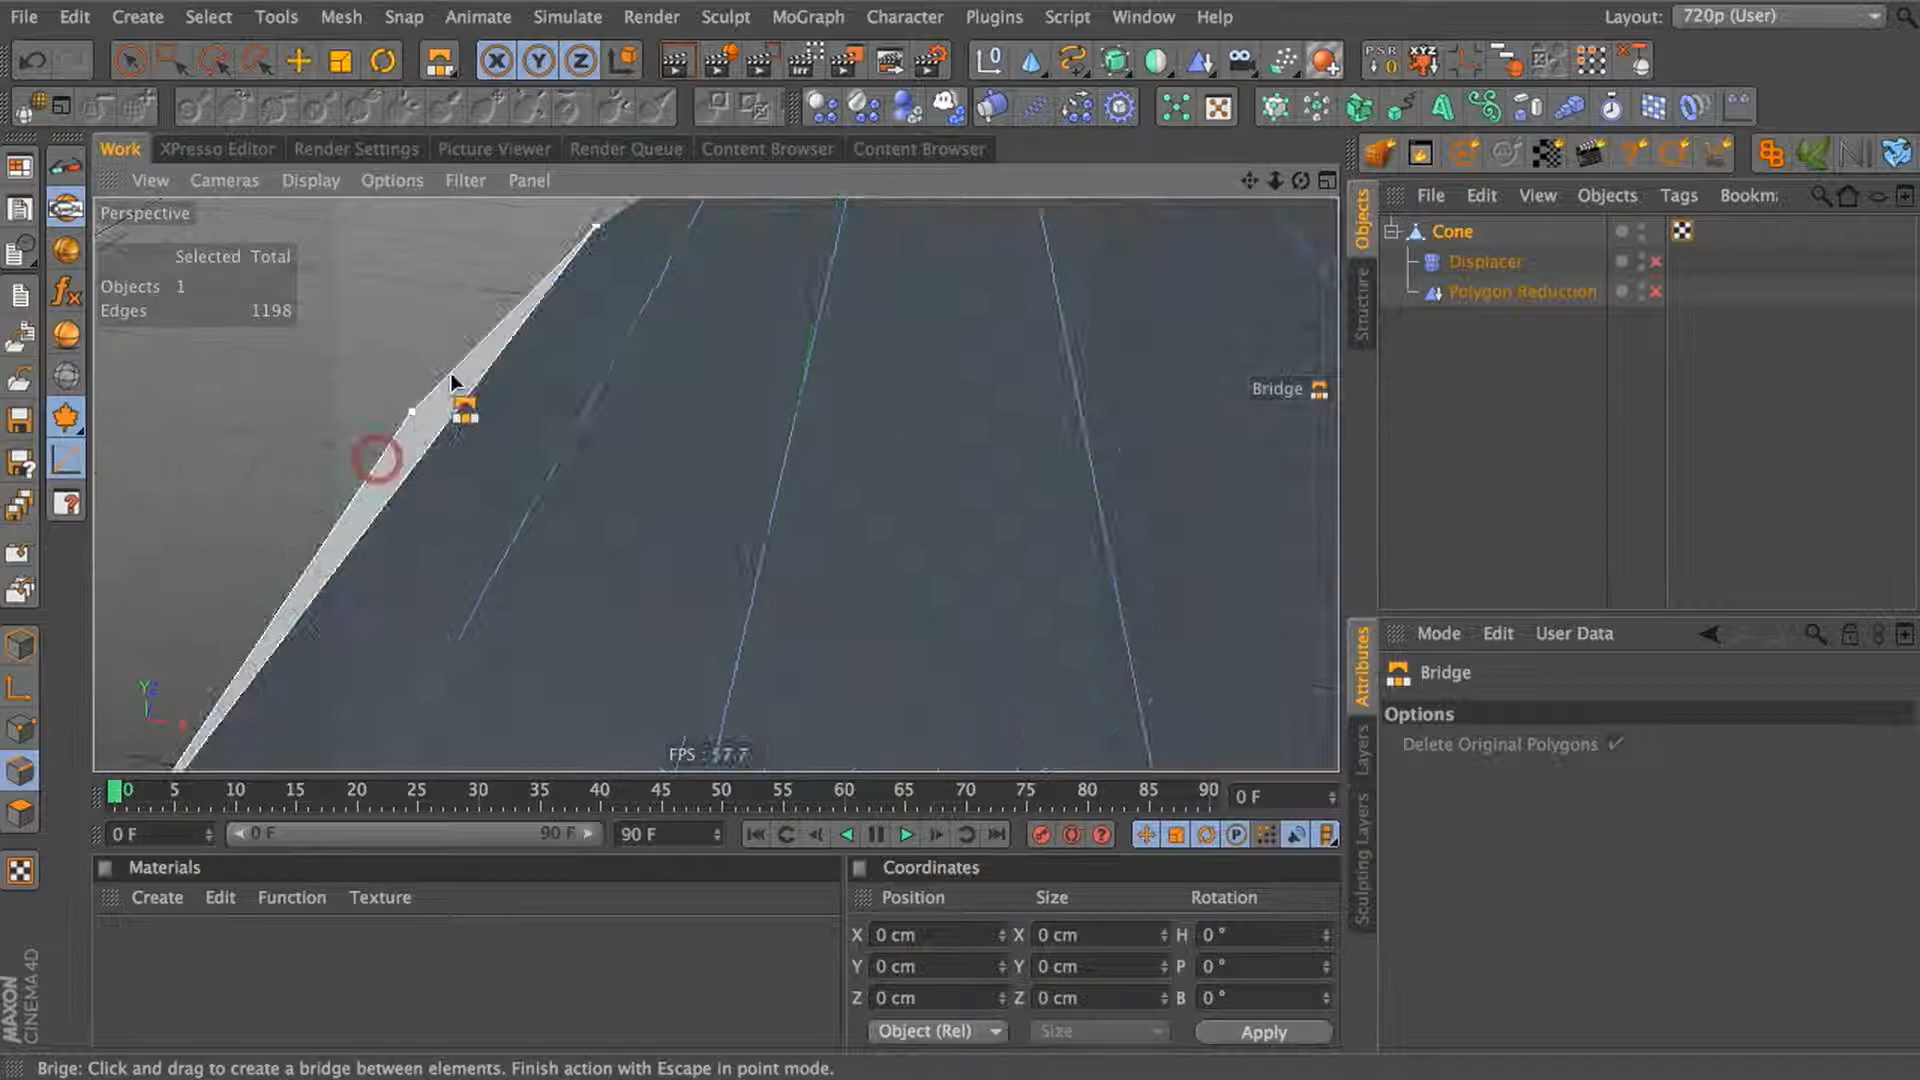 File Edit Create Select Tools Mesh Snap Animate Simulate Render Sculpt MoGraph Character Plugins Script Window Help Layout: 720p (User)
PSR XYZ
Work XPresso Editor Render Settings Picture Viewer Render Queue Content Browser Content Browser
View Cameras Display Options Filter Panel
Perspective
Selected Total
Objects 1
Edges 1198
Bridge
FPS : 57.7
Objects
Structure
File Edit View Objects Tags Bookm
Cone
Displacer
Polygon Reduction
Attributes
Layers
Sculpting Layers
Mode Edit User Data
Bridge
Options
Delete Original Polygons ✓
0 5 10 15 20 25 30 35 40 45 50 55 60 65 70 75 80 85 90 0 F
0 F 0 F 90 F 90 F
Materials
Create Edit Function Texture
Coordinates
Position Size Rotation
X 0 cm X 0 cm H 0 °
Y 0 cm Y 0 cm P 0 °
Z 0 cm Z 0 cm B 0 °
Object (Rel) Size Apply
MAXON
CINEMA 4D
Brige: Click and drag to create a bridge between elements. Finish action with Escape in point mode.